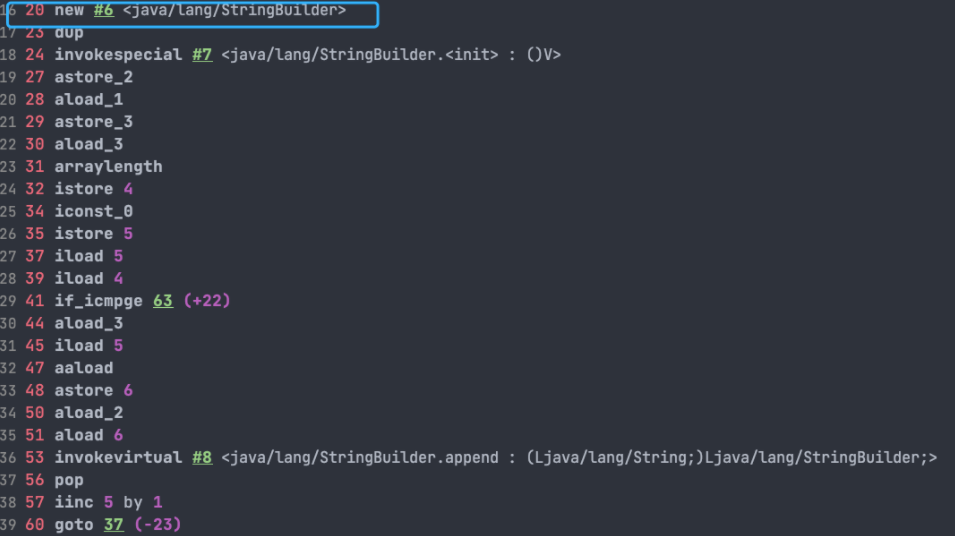 16 20 new #6 <java/lang/StringBuilder>
17 23 dup
18 24 invokespecial #7 <java/lang/StringBuilder.<init> : ()V>
19 27 astore_2
20 28 aload_1
21 29 astore_3
22 30 aload_3
23 31 arraylength
24 32 istore 4
25 34 iconst_0
26 35 istore 5
27 37 iload 5
28 39 iload 4
29 41 if_icmpge 63 (+22)
30 44 aload_3
31 45 iload 5
32 47 aaload
33 48 astore 6
34 50 aload_2
35 51 aload 6
36 53 invokevirtual #8 <java/lang/StringBuilder.append : (Ljava/lang/String;)Ljava/lang/StringBuilder;>
37 56 pop
38 57 iinc 5 by 1
39 60 goto 37 (-23)